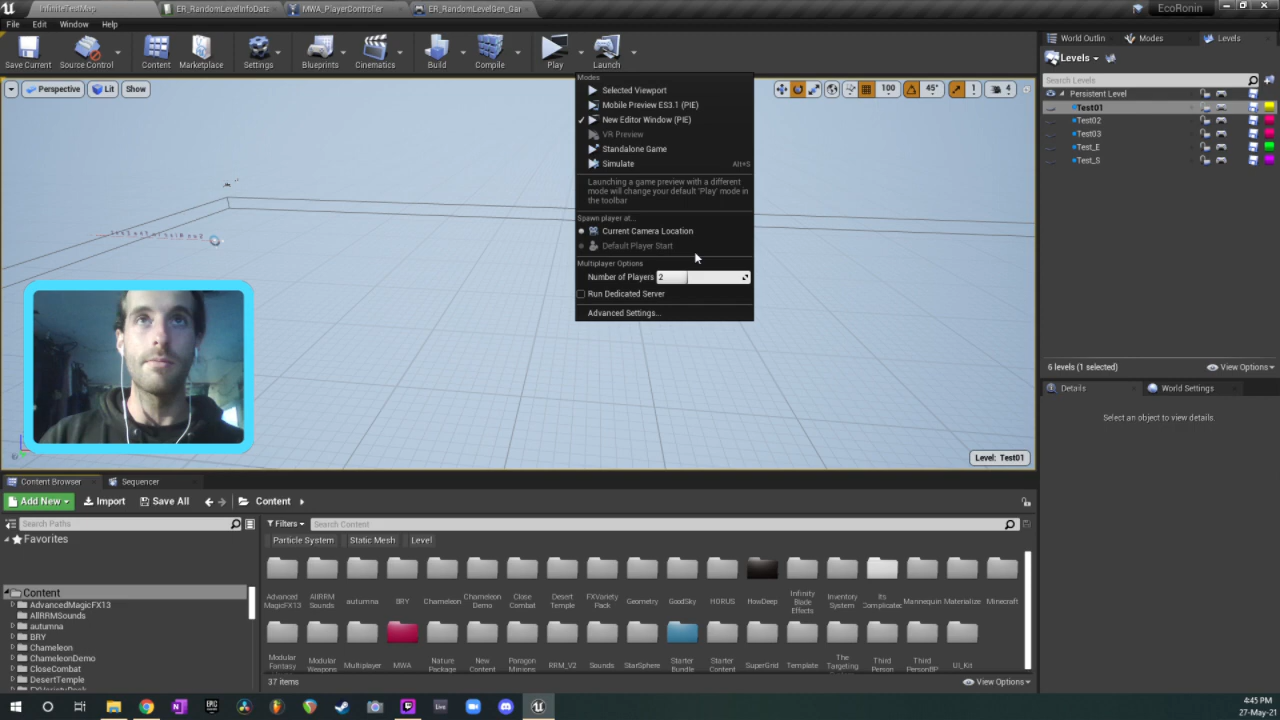 InfiniteTestMap
ER_RandomLevelInfoDat
MWA_PlayerController
ER_RandomLevelGen_Gar
EcoRonin
File Edit Window Help
Save Current
Source Control
Content
Marketplace
Settings
Blueprints
Cinematics
Build
Compile
Play
Launch
Perspective
Lit
Show
100
45°
1
4
Modes
Selected Viewport
Mobile Preview ES3.1 (PIE)
New Editor Window (PIE)
VR Preview
Standalone Game
Simulate Alt+S
Launching a game preview with a different
mode will change your default 'Play' mode in
the toolbar
Spawn player at...
Current Camera Location
Default Player Start
Multiplayer Options
Number of Players 2
Run Dedicated Server
Advanced Settings...
Level: Test01
World Outlin
Modes
Levels
Levels
Search Levels
Persistent Level
Test01
Test02
Test03
Test_E
Test_S
6 levels (1 selected)
View Options
Details
World Settings
Select an object to view details.
Content Browser
Sequencer
Add New
Import
Save All
Content
Search Paths
Favorites
Content
AdvancedMagicFX13
AllRRMSounds
autumna
BRY
Chameleon
ChameleonDemo
CloseCombat
DesertTemple
FXVarietyPack
Filters
Search Content
Particle System
Static Mesh
Level
Advanced MagicFX13
AllRRM Sounds
autumna
BRY
Chameleon
Chameleon Demo
Close Combat
Desert Temple
FXVariety Pack
Geometry
GoodSky
HORUS
HowDeep
Infinity Blade Effects
Inventory System
Its Complicated
Mannequin
Materialize
Minecraft
Modular Fantasy
Modular Weapons
Multiplayer
MWA
Nature Package
New Content
Paragon Minions
RRM_V2
Sounds
StarSphere
Starter Bundle
Starter Content
SuperGrid
Template
The Targeting
Third Person
Third PersonBP
UI_Kit
37 items
View Options
4:45 PM
27-May-21